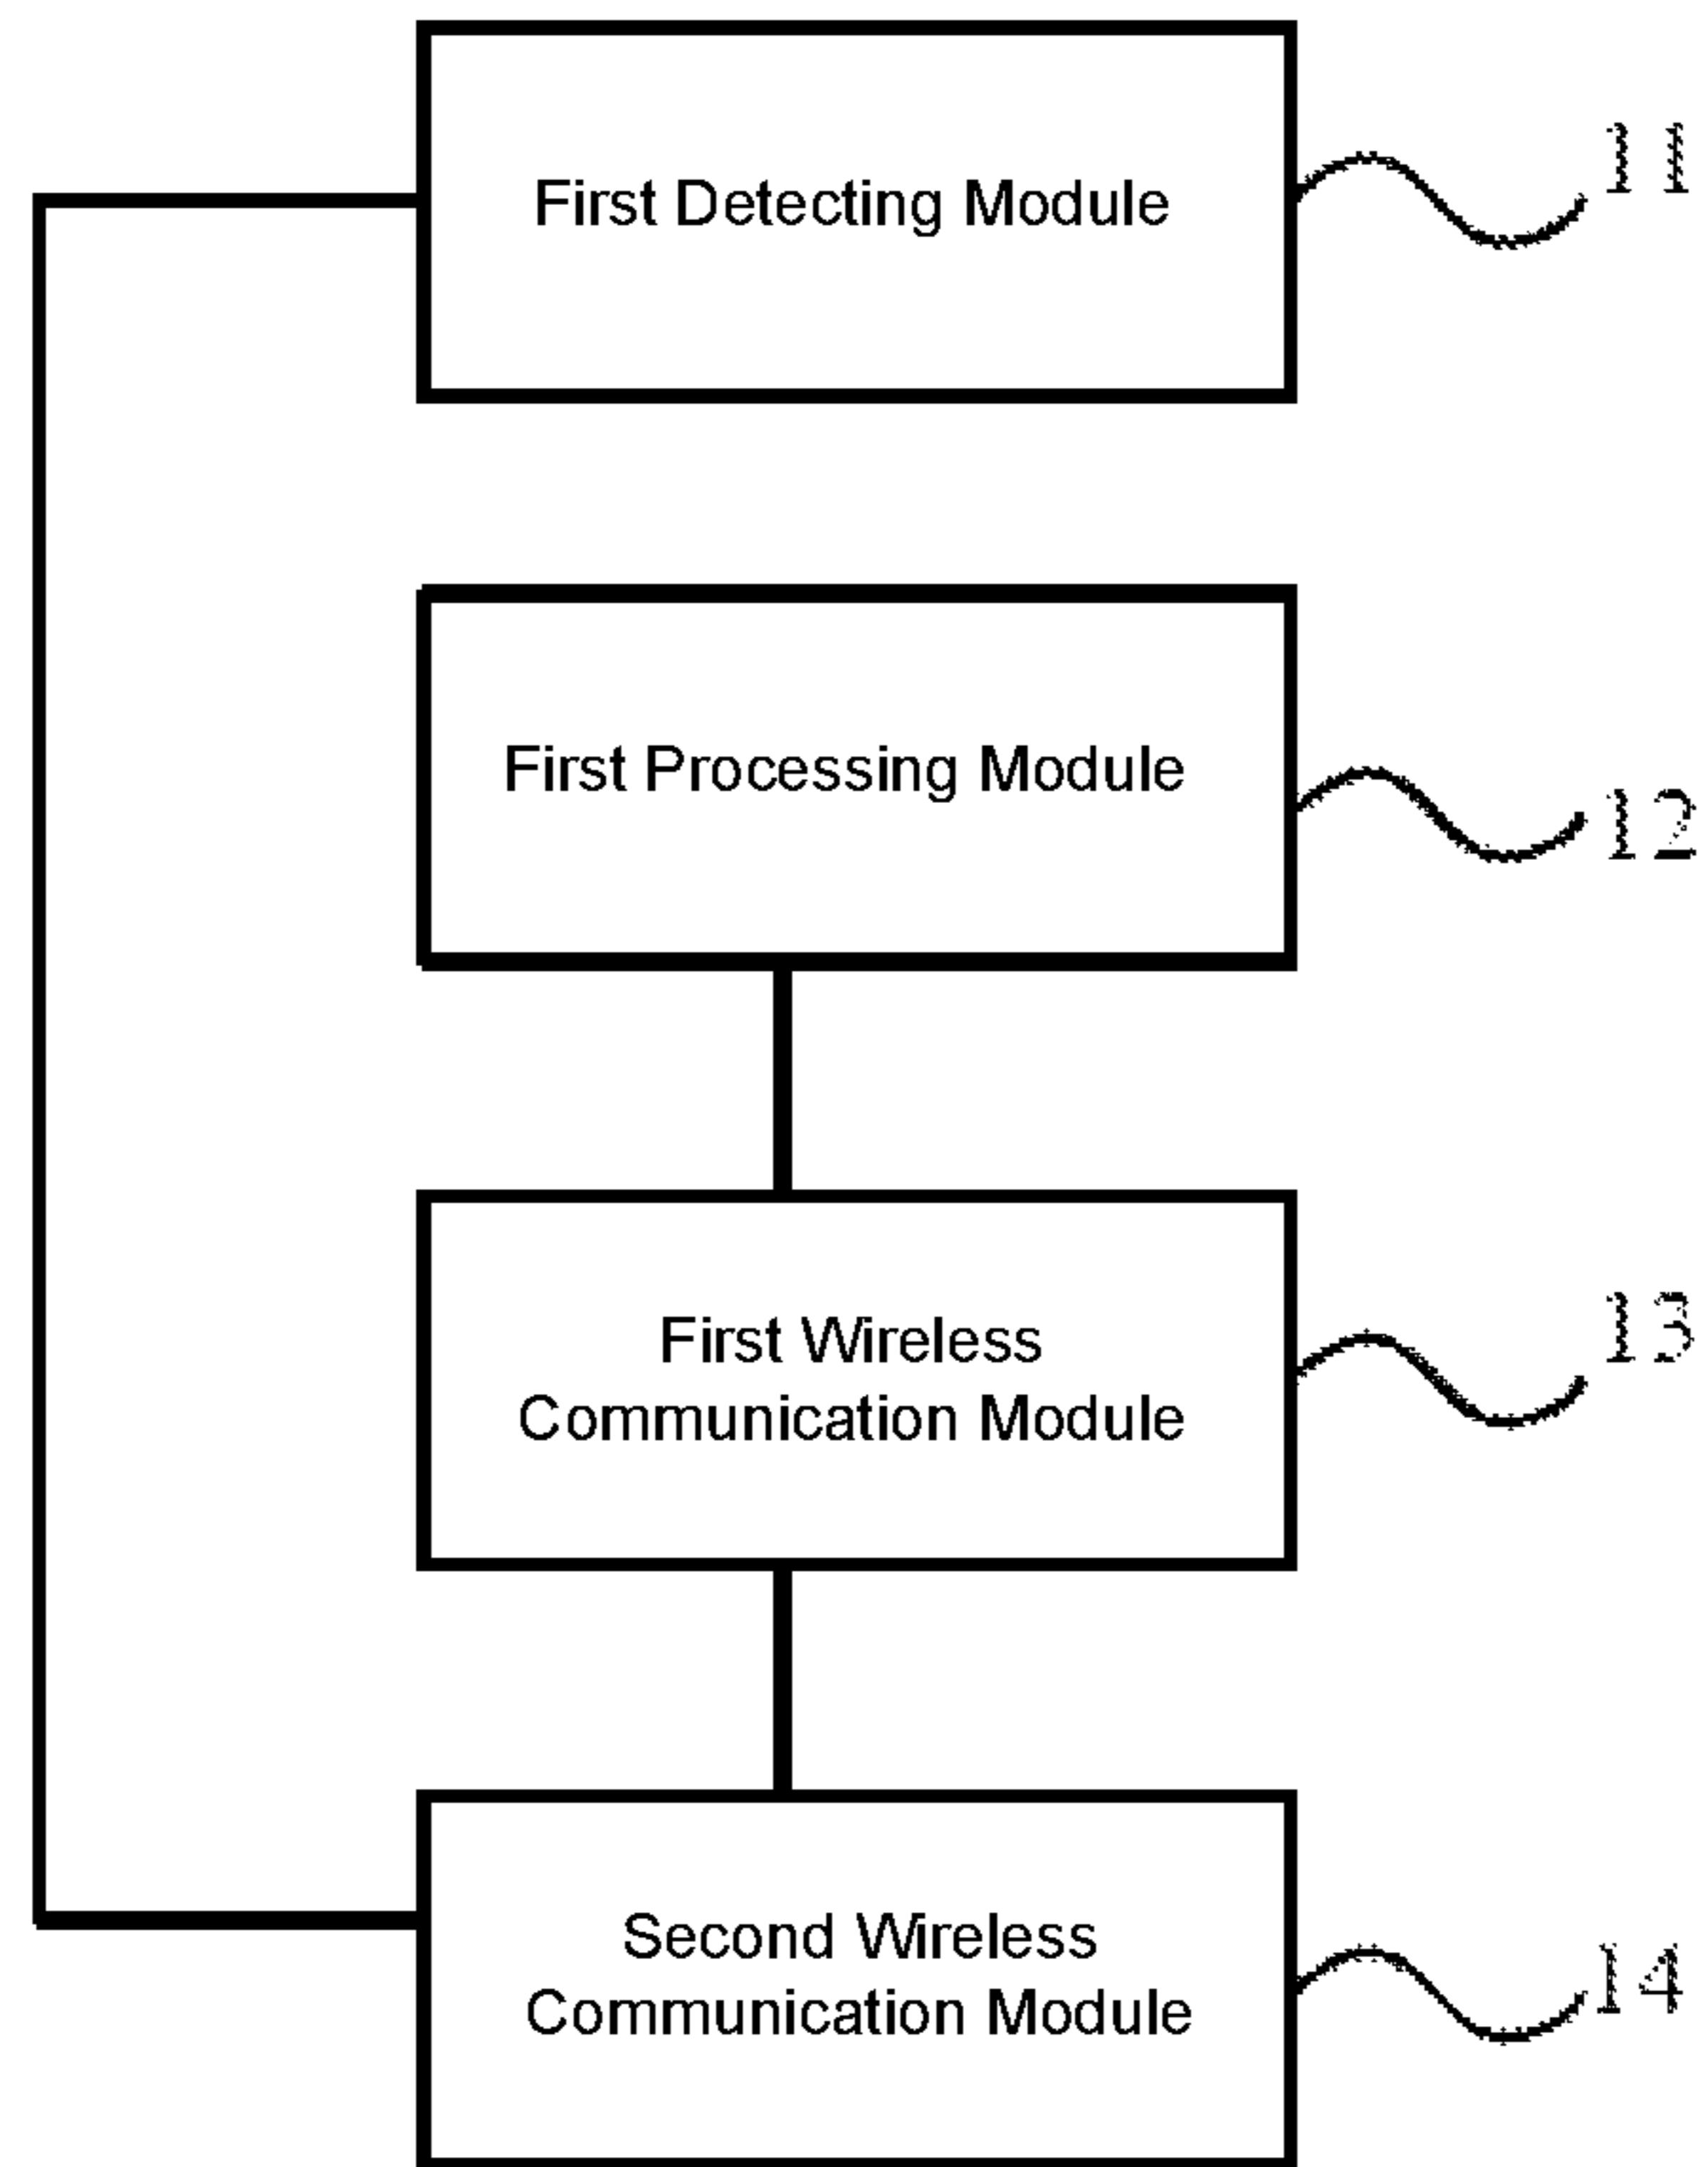 First Detecting Module
11
First Processing Module
12
First Wireless
Communication Module
13
Second Wireless
Communication Module
14